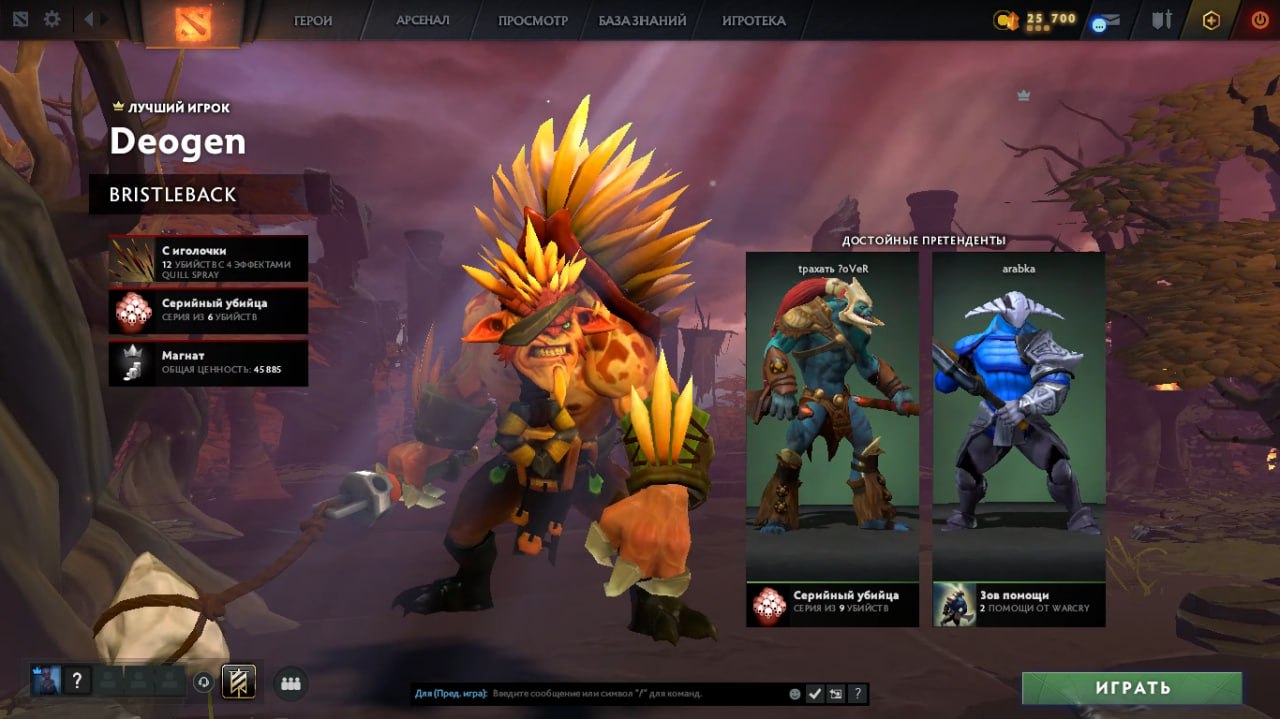 ГЕРОИ
АРСЕНАЛ
ПРОСМОТР
БАЗА ЗНАНИЙ
ИГРОТЕКА
25 700
ЛУЧШИЙ ИГРОК
Deogen
BRISTLEBACK
С иголочки
12 УБИЙСТВ С 4 ЭФФЕКТАМИ
QUILL SPRAY
Серийный убийца
СЕРИЯ ИЗ 6 УБИЙСТВ
Магнат
ОБЩАЯ ЦЕННОСТЬ: 45 885
ДОСТОЙНЫЕ ПРЕТЕНДЕНТЫ
трахать ?oVeR
arabka
Серийный убийца
СЕРИЯ ИЗ 9 УБИЙСТВ
Зов помощи
2 ПОМОЩИ ОТ WARCRY
?
Для (Пред. игра): Введите сообщение или символ "/" для команд.
?
ИГРАТЬ